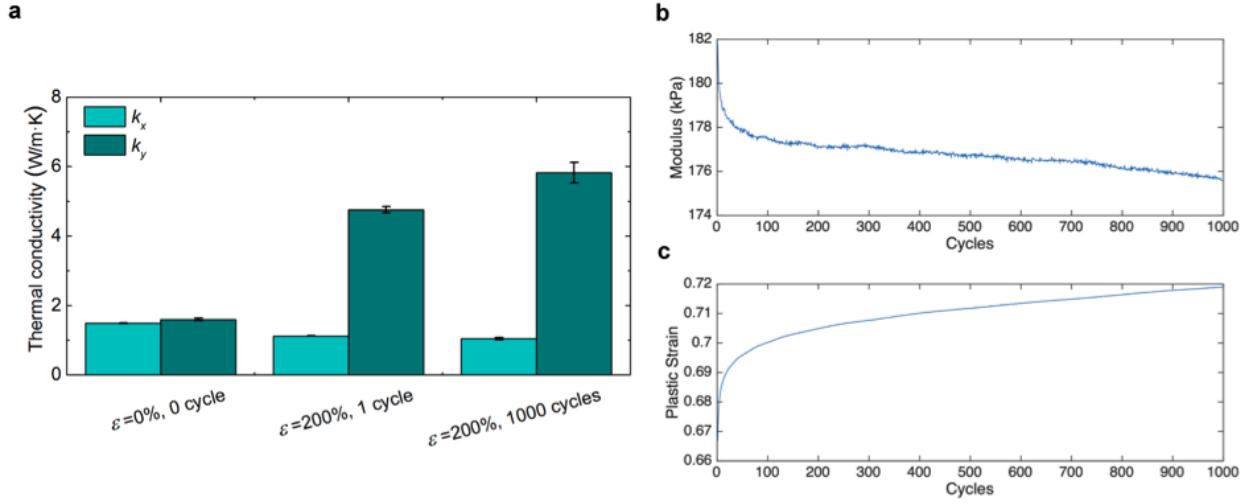 a
8
6
4
2
0
Thermal conductivity (W/m·K)
kx
ky
ε=0%, 0 cycle
ε=200%, 1 cycle
ε=200%, 1000 cycles
b
182
180
178
176
174
Modulus (kPa)
0 100 200 300 400 500 600 700 800 900 1000
Cycles
c
0.72
0.71
0.7
0.69
0.68
0.67
0.66
Plastic Strain
0 100 200 300 400 500 600 700 800 900 1000
Cycles